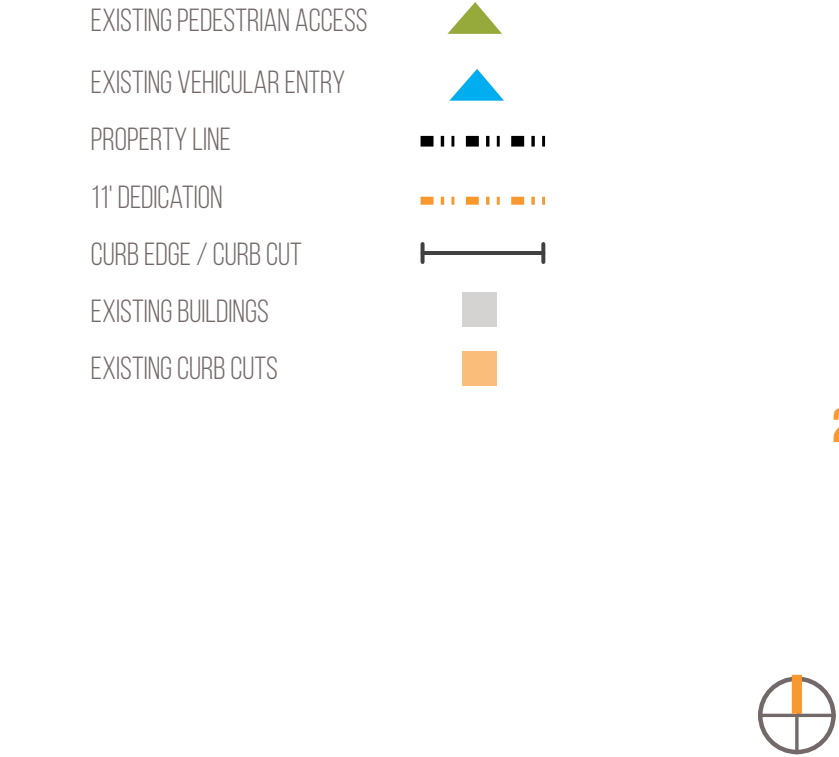 EXISTING PEDESTRIAN ACCESS
EXISTING VEHICULAR ENTRY
PROPERTY LINE
11' DEDICATION
CURB EDGE / CURB CUT
EXISTING BUILDINGS
EXISTING CURB CUTS